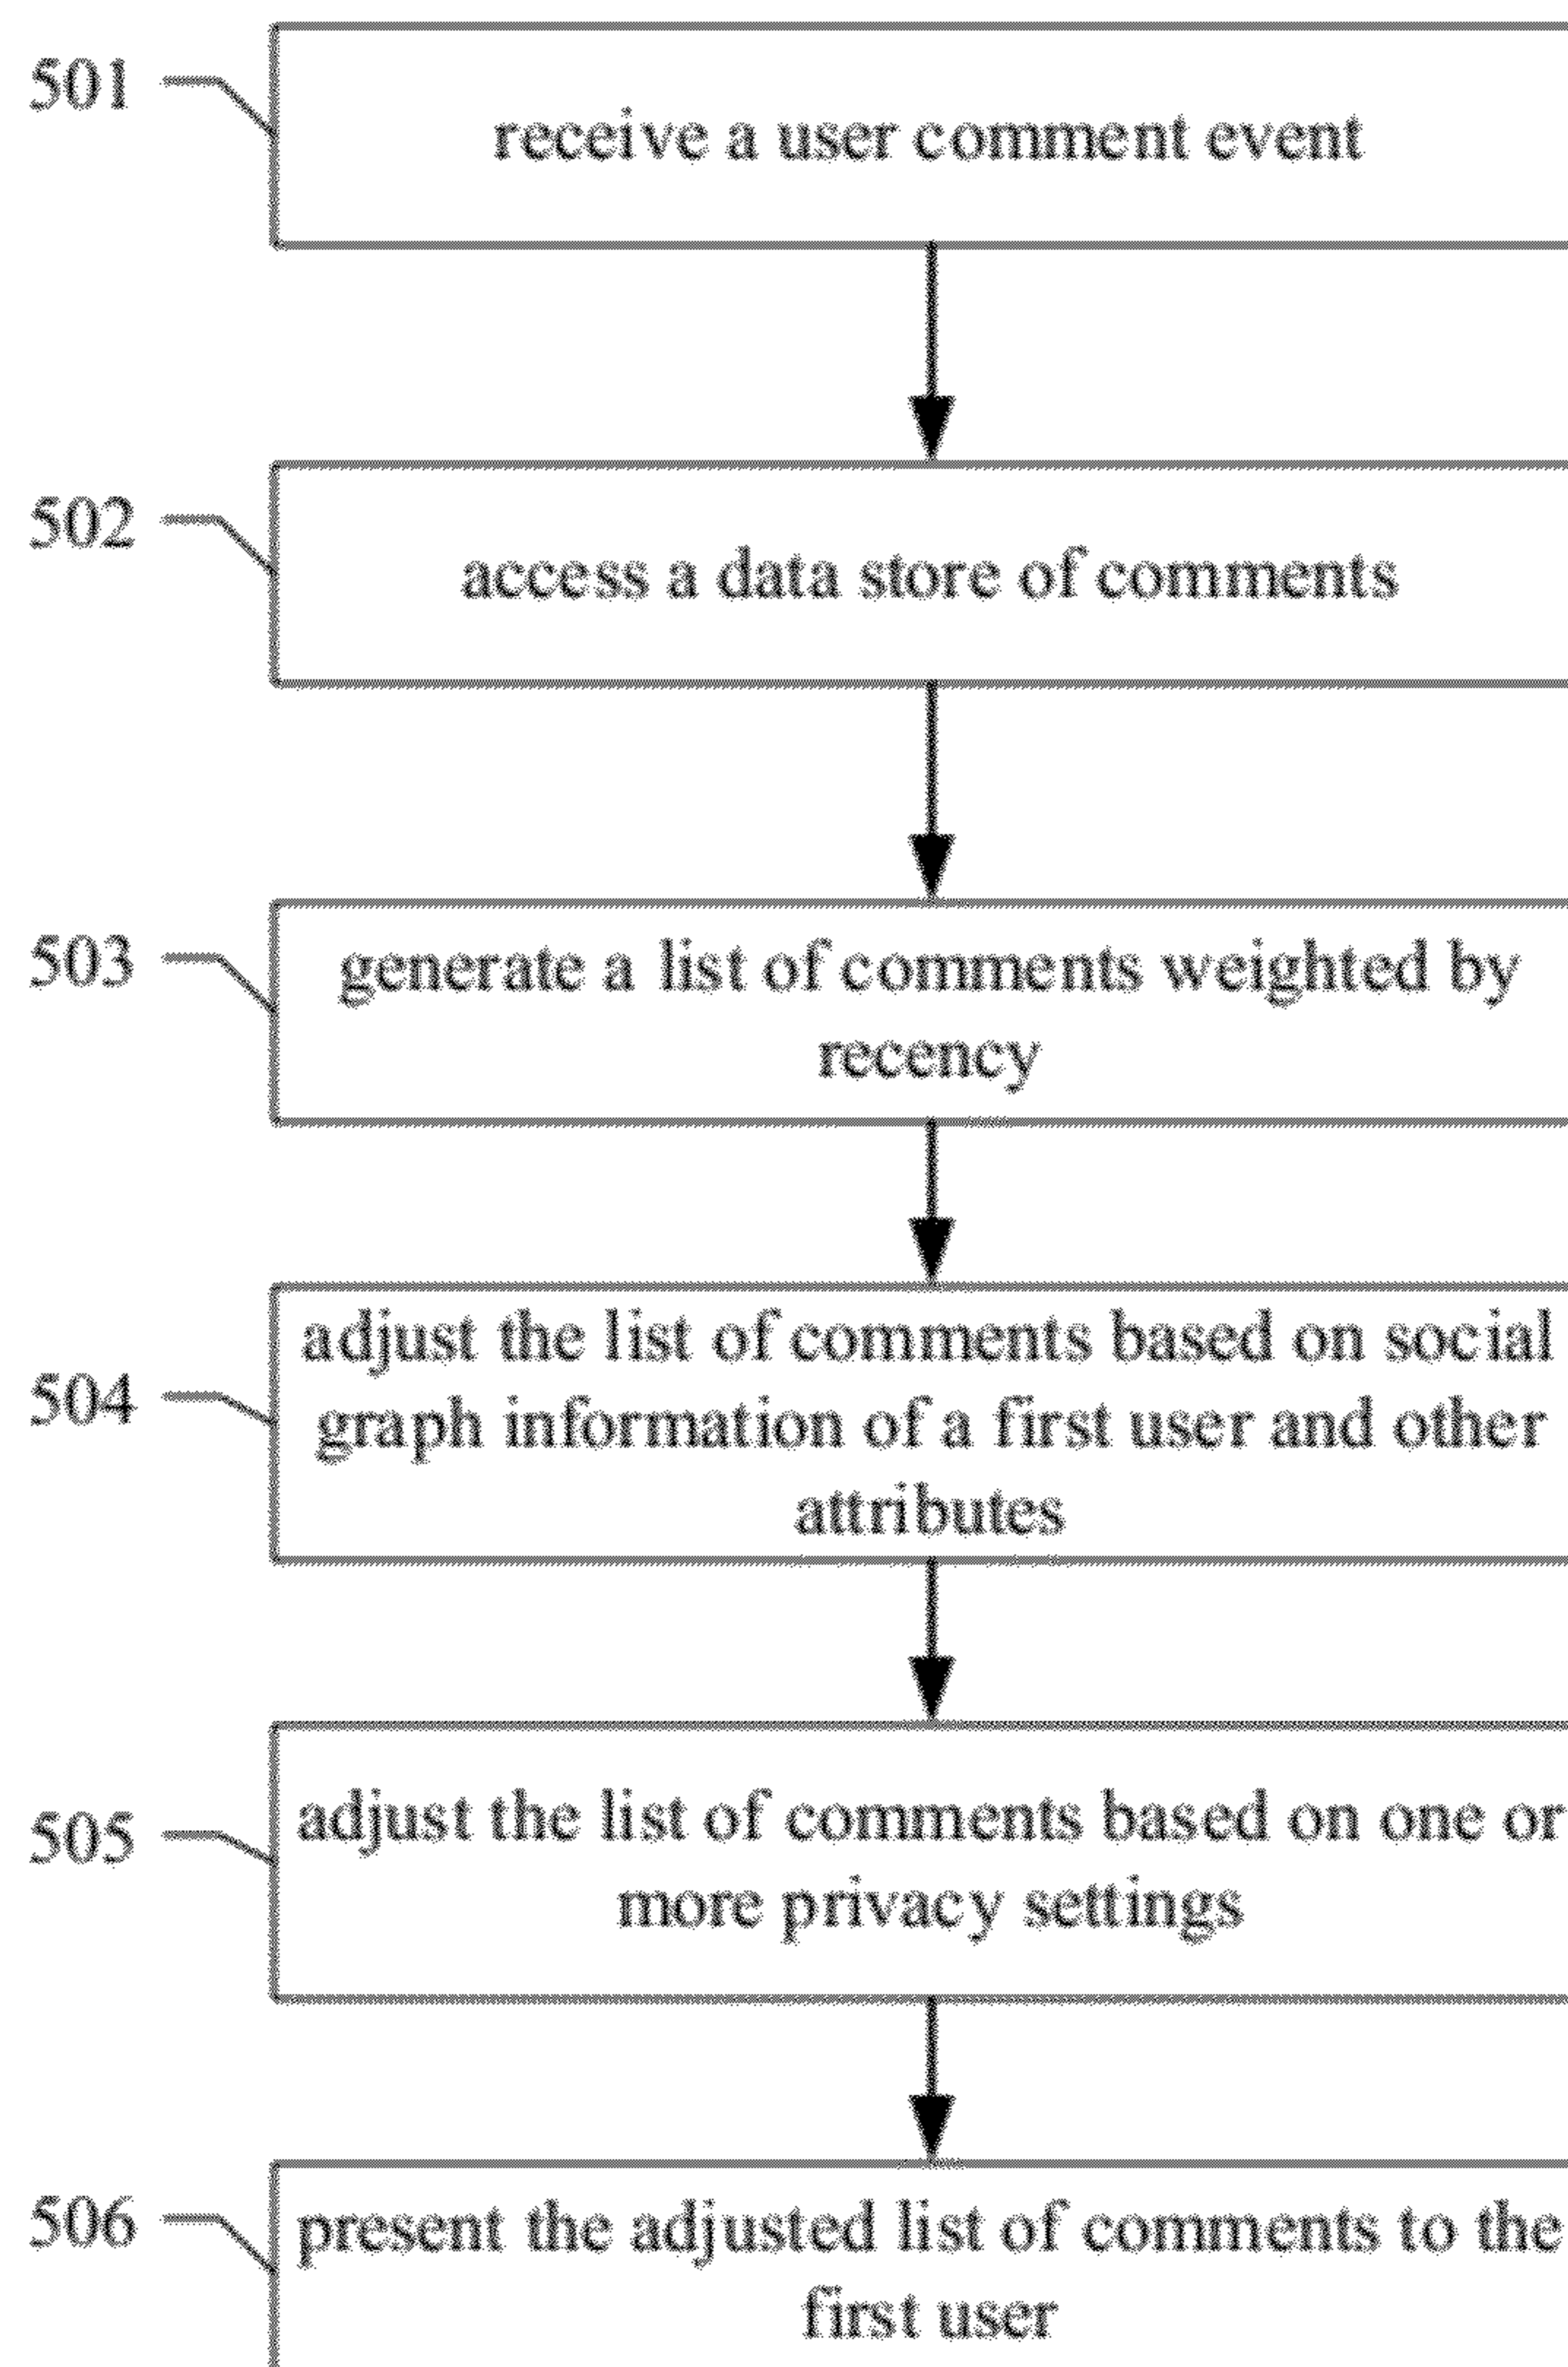 501
receive a user comment event
502
access a data store of comments
503
generate a list of comments weighted by
recency
504
adjust the list of comments based on social
graph information of a first user and other
attributes
505
adjust the list of comments based on one or
more privacy settings
506
present the adjusted list of comments to the
first user